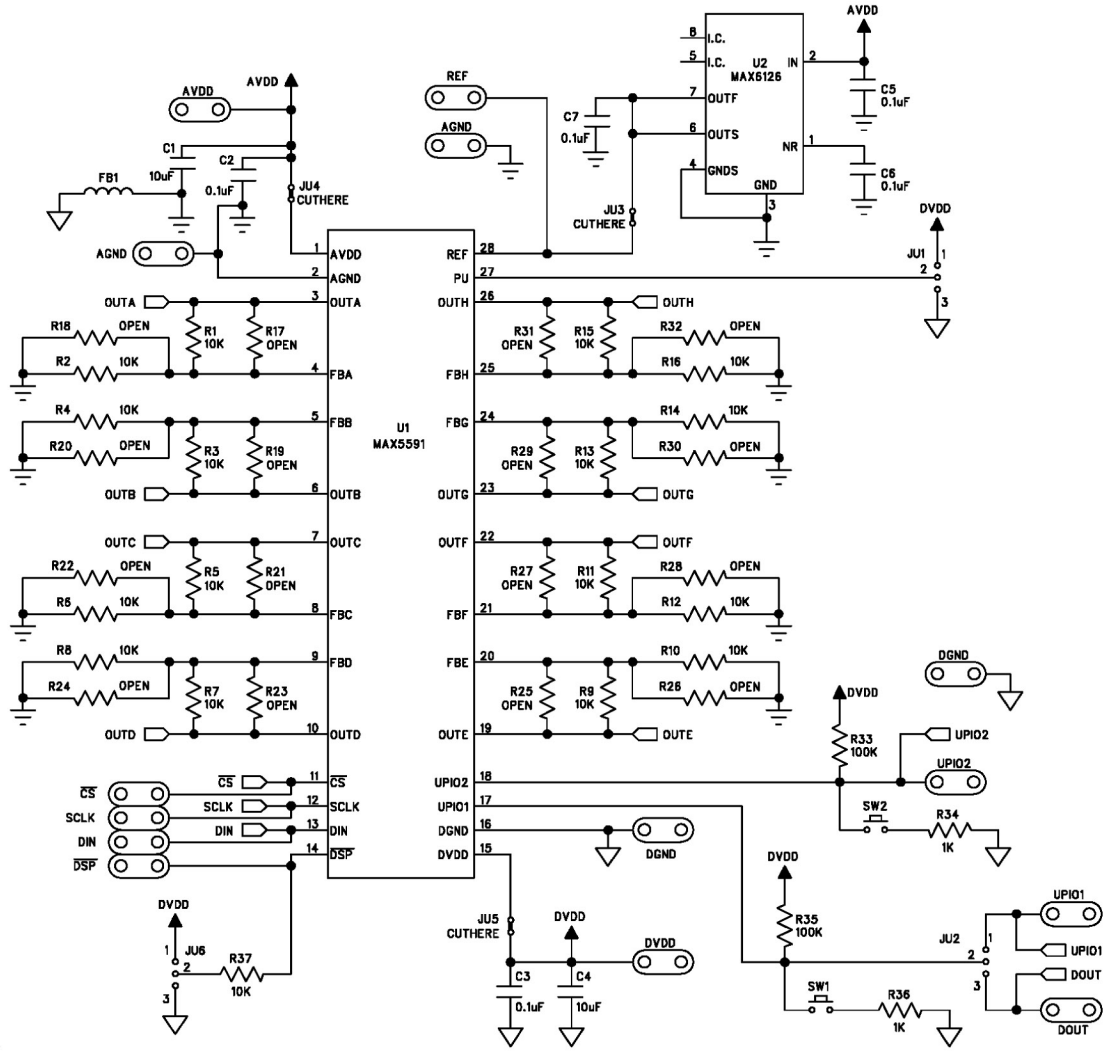 AVDD
8 I.C.
5 I.C.
U2
MAX6126
IN 2
C5
0.1uF
7 OUTF
6 OUTS
4 GNDS
NR 1
C6
0.1uF
GND
3
C7
0.1uF
REF
AGND
JU3
CUTHERE
AVDD
AVDD
C1
10uF
C2
0.1uF
FB1
JU4
CUTHERE
AGND
DVDD
1
JU1
2
3
1 AVDD
2 AGND
3 OUTA
4 FBA
5 FBB
6 OUTB
7 OUTC
8 FBC
9 FBD
10 OUTD
11 CS
12 SCLK
13 DIN
14 DSP
U1
MAX5591
REF 28
PU 27
OUTH 26
FBH 25
FBG 24
OUTG 23
OUTF 22
FBF 21
FBE 20
OUTE 19
UPIO2 18
UPIO1 17
DGND 16
DVDD 15
OUTA
R18 OPEN
R2 10K
R1
10K
R17
OPEN
R4 10K
R20 OPEN
R3
10K
R19
OPEN
OUTB
OUTC
R22 OPEN
R6 10K
R5
10K
R21
OPEN
R8 10K
R24 OPEN
R7
10K
R23
OPEN
OUTD
CS
SCLK
DIN
CS
SCLK
DIN
DSP
DVDD
1
JU6
2
3
R37
10K
OUTH
R31
OPEN
R15
10K
R32 OPEN
R16 10K
R14 10K
R30 OPEN
R29
OPEN
R13
10K
OUTG
OUTF
R27
OPEN
R11
10K
R28 OPEN
R12 10K
R10 10K
R26 OPEN
R25
OPEN
R9
10K
OUTE
DGND
DVDD
R33
100K
UPIO2
UPIO2
SW2
R34
1K
DGND
JU5
CUTHERE
DVDD
DVDD
C3
0.1uF
C4
10uF
DVDD
R35
100K
SW1
R36
1K
JU2
1
2
3
UPIO1
UPIO1
DOUT
DOUT